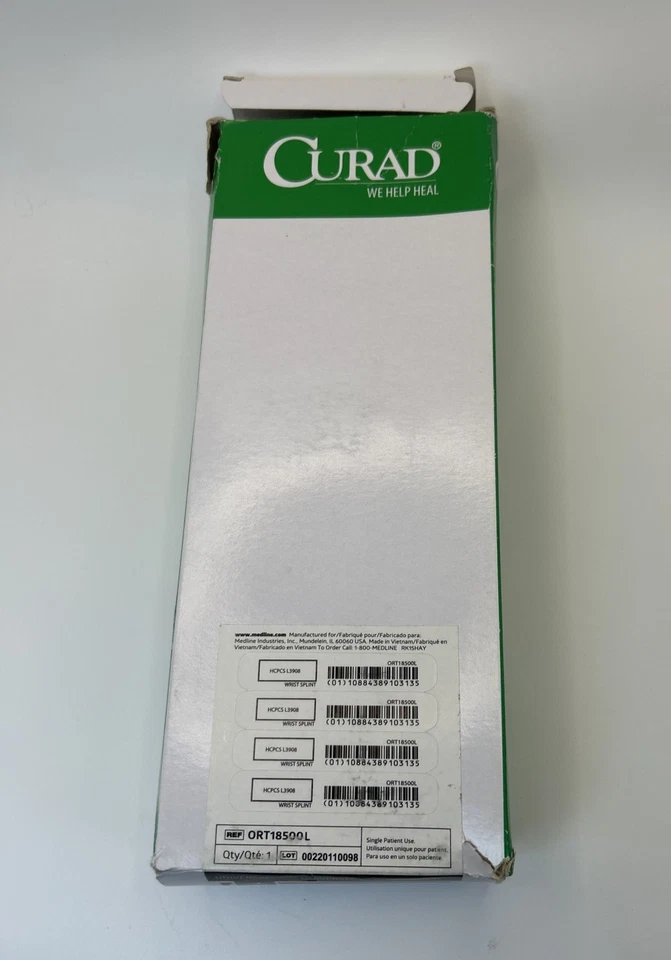 CURAD®
WE HELP HEAL
www.medline.com Manufactured for/Fabriqué pour/Fabricado para:
Medline Industries, Inc., Mundelein, IL 60060 USA. Made in Vietnam/Fabriqué en
Vietnam/Fabricado en Vietnam To Order Call: 1-800-MEDLINE RK15HAY
HCPCS L3908
ORT18500L
WRIST SPLINT
(01)10884389103135
HCPCS L3908
ORT18500L
WRIST SPLINT
(01)10884389103135
HCPCS L3908
ORT18500L
WRIST SPLINT
(01)10884389103135
HCPCS L3908
ORT18500L
WRIST SPLINT
(01)10884389103135
REF ORT18500L
Qty/Qté: 1 LOT 00220110098
Single Patient Use.
Utilisation unique pour patient.
Para uso en un solo paciente.